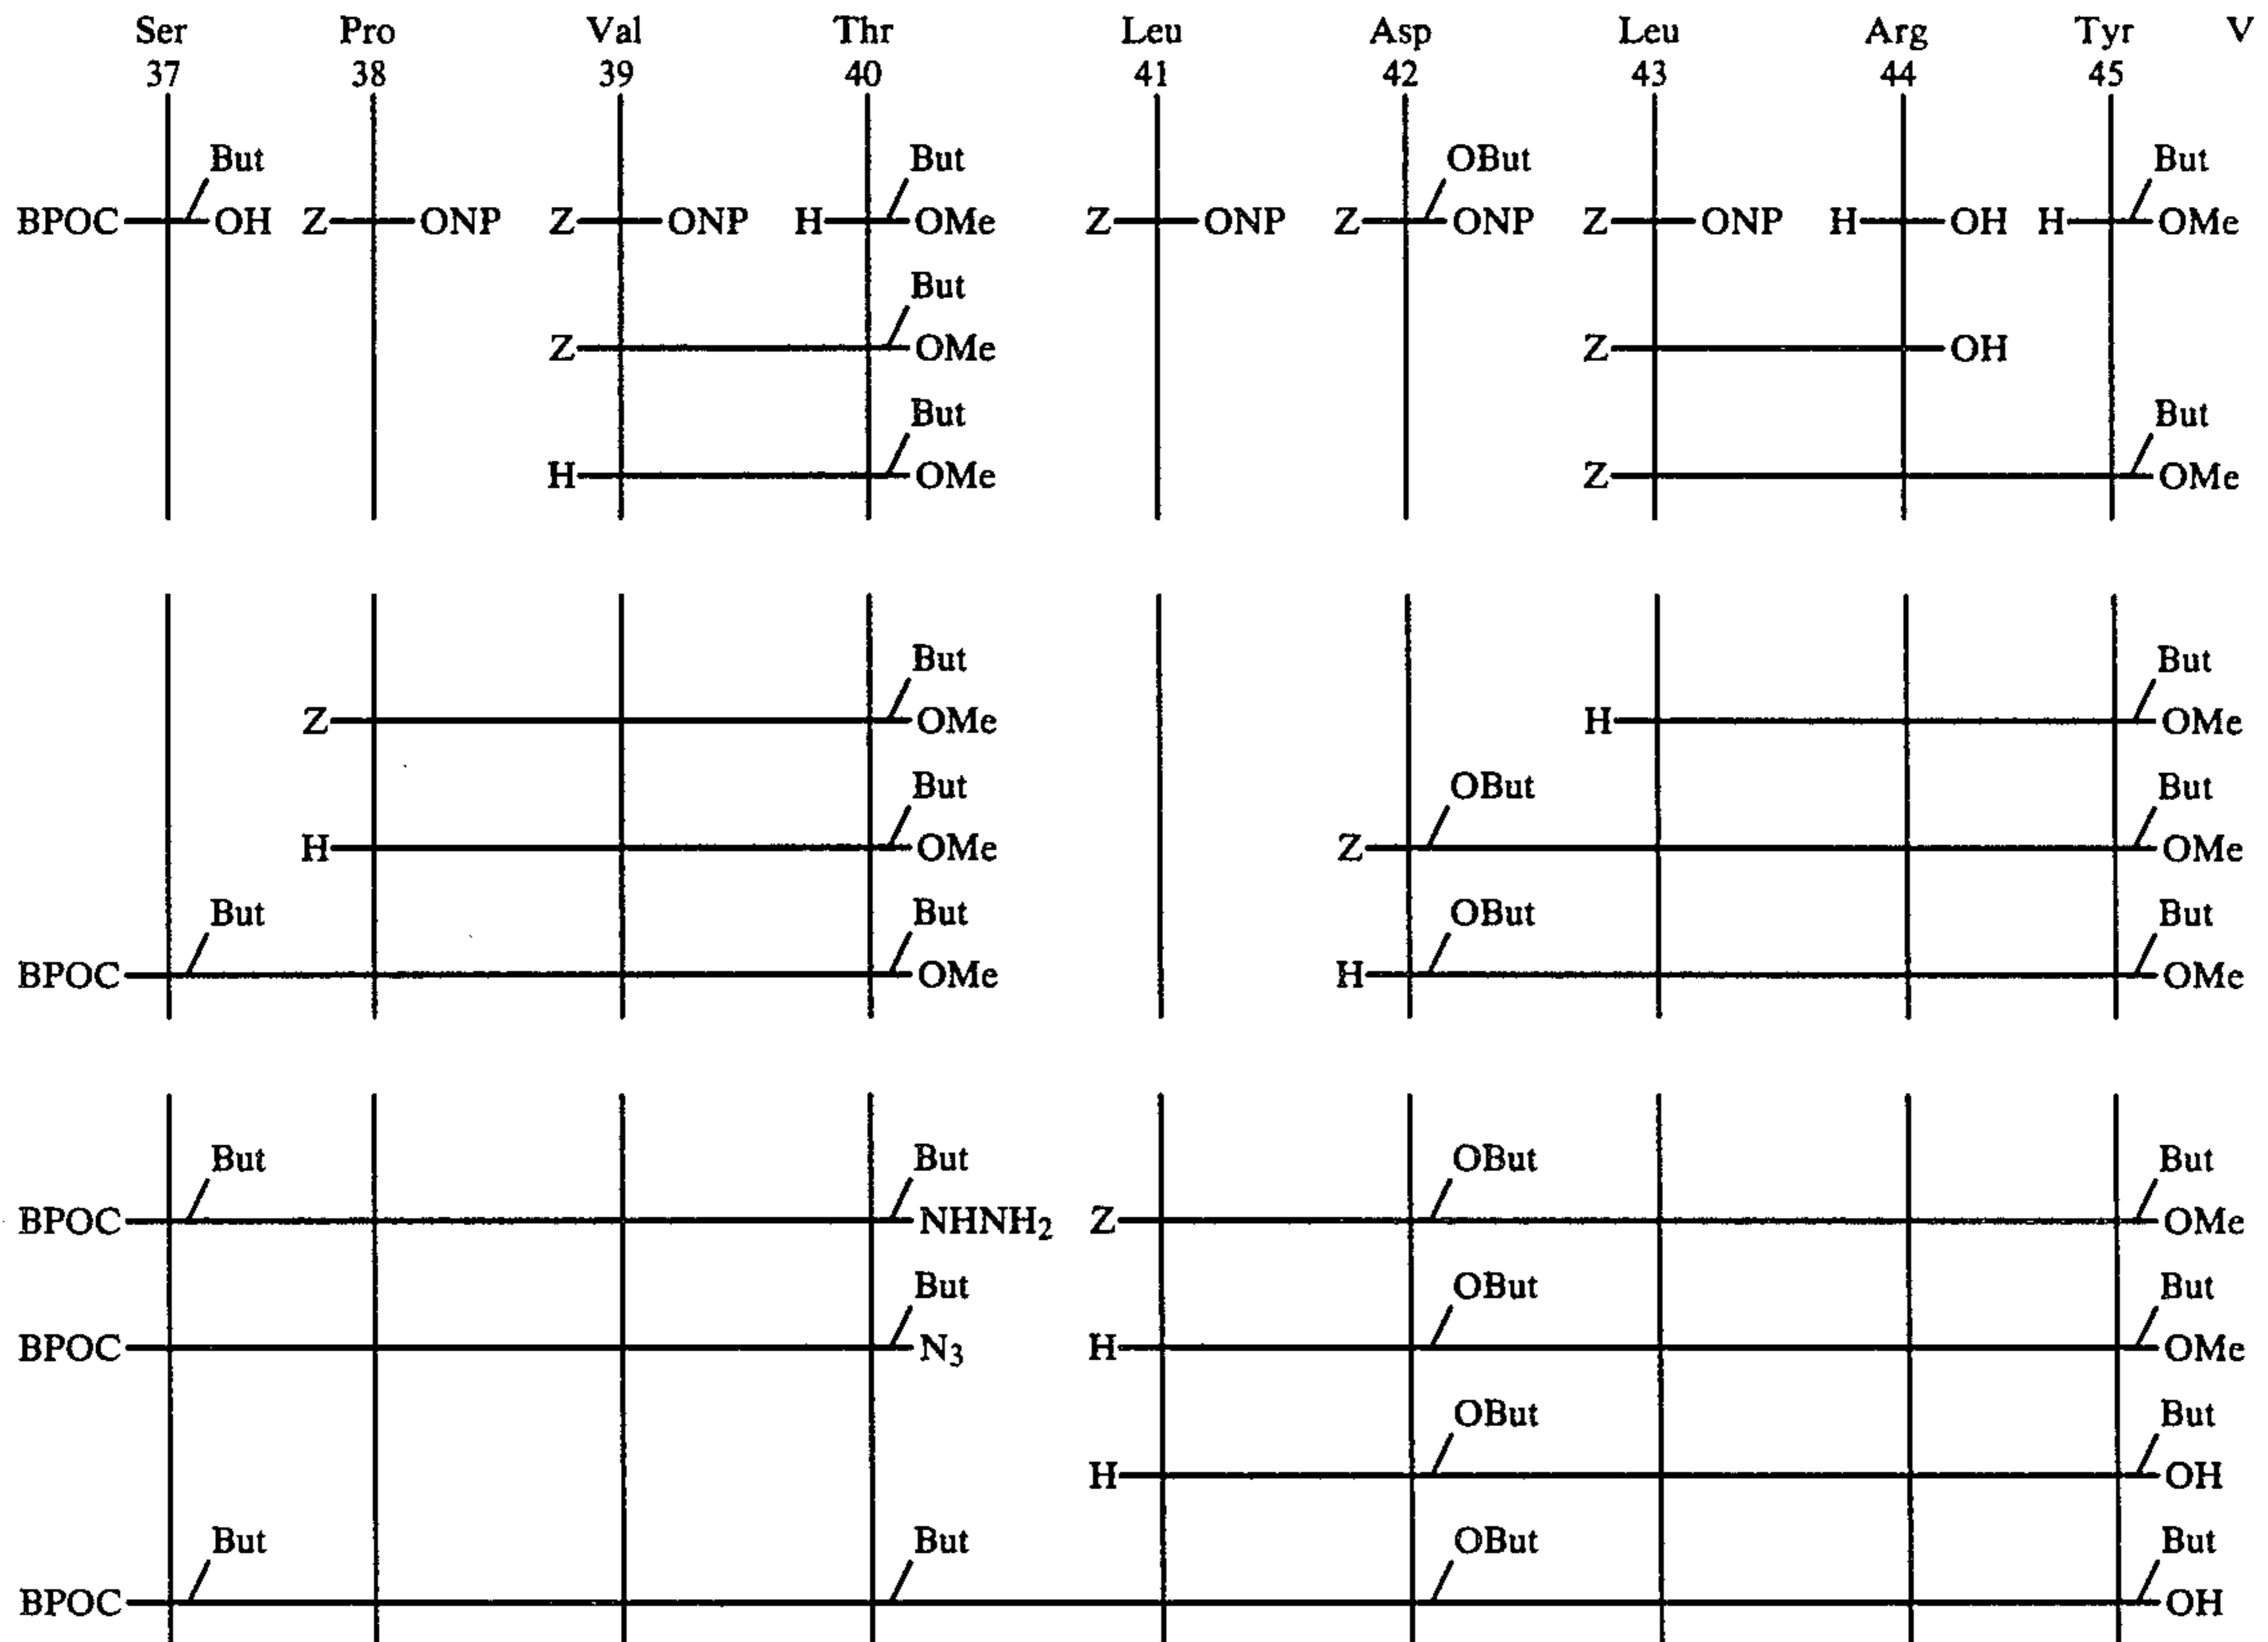 Ser Pro Val Thr Leu Asp Leu Arg Tyr V
37 38 39 40 41 42 43 44 45
But But OBut But
BPOC OH Z ONP Z ONP H OMe Z ONP Z ONP Z ONP H OH H OMe
But
Z OMe Z OH
But But
H OMe Z OMe
But But
Z OMe H OMe
But OBut But
H OMe Z OMe
But But OBut But
BPOC OMe H OMe
But But OBut But
BPOC NHNH₂ Z OMe
But OBut But
BPOC N₃ H OMe
OBut But
H OH
But But OBut But
BPOC OH